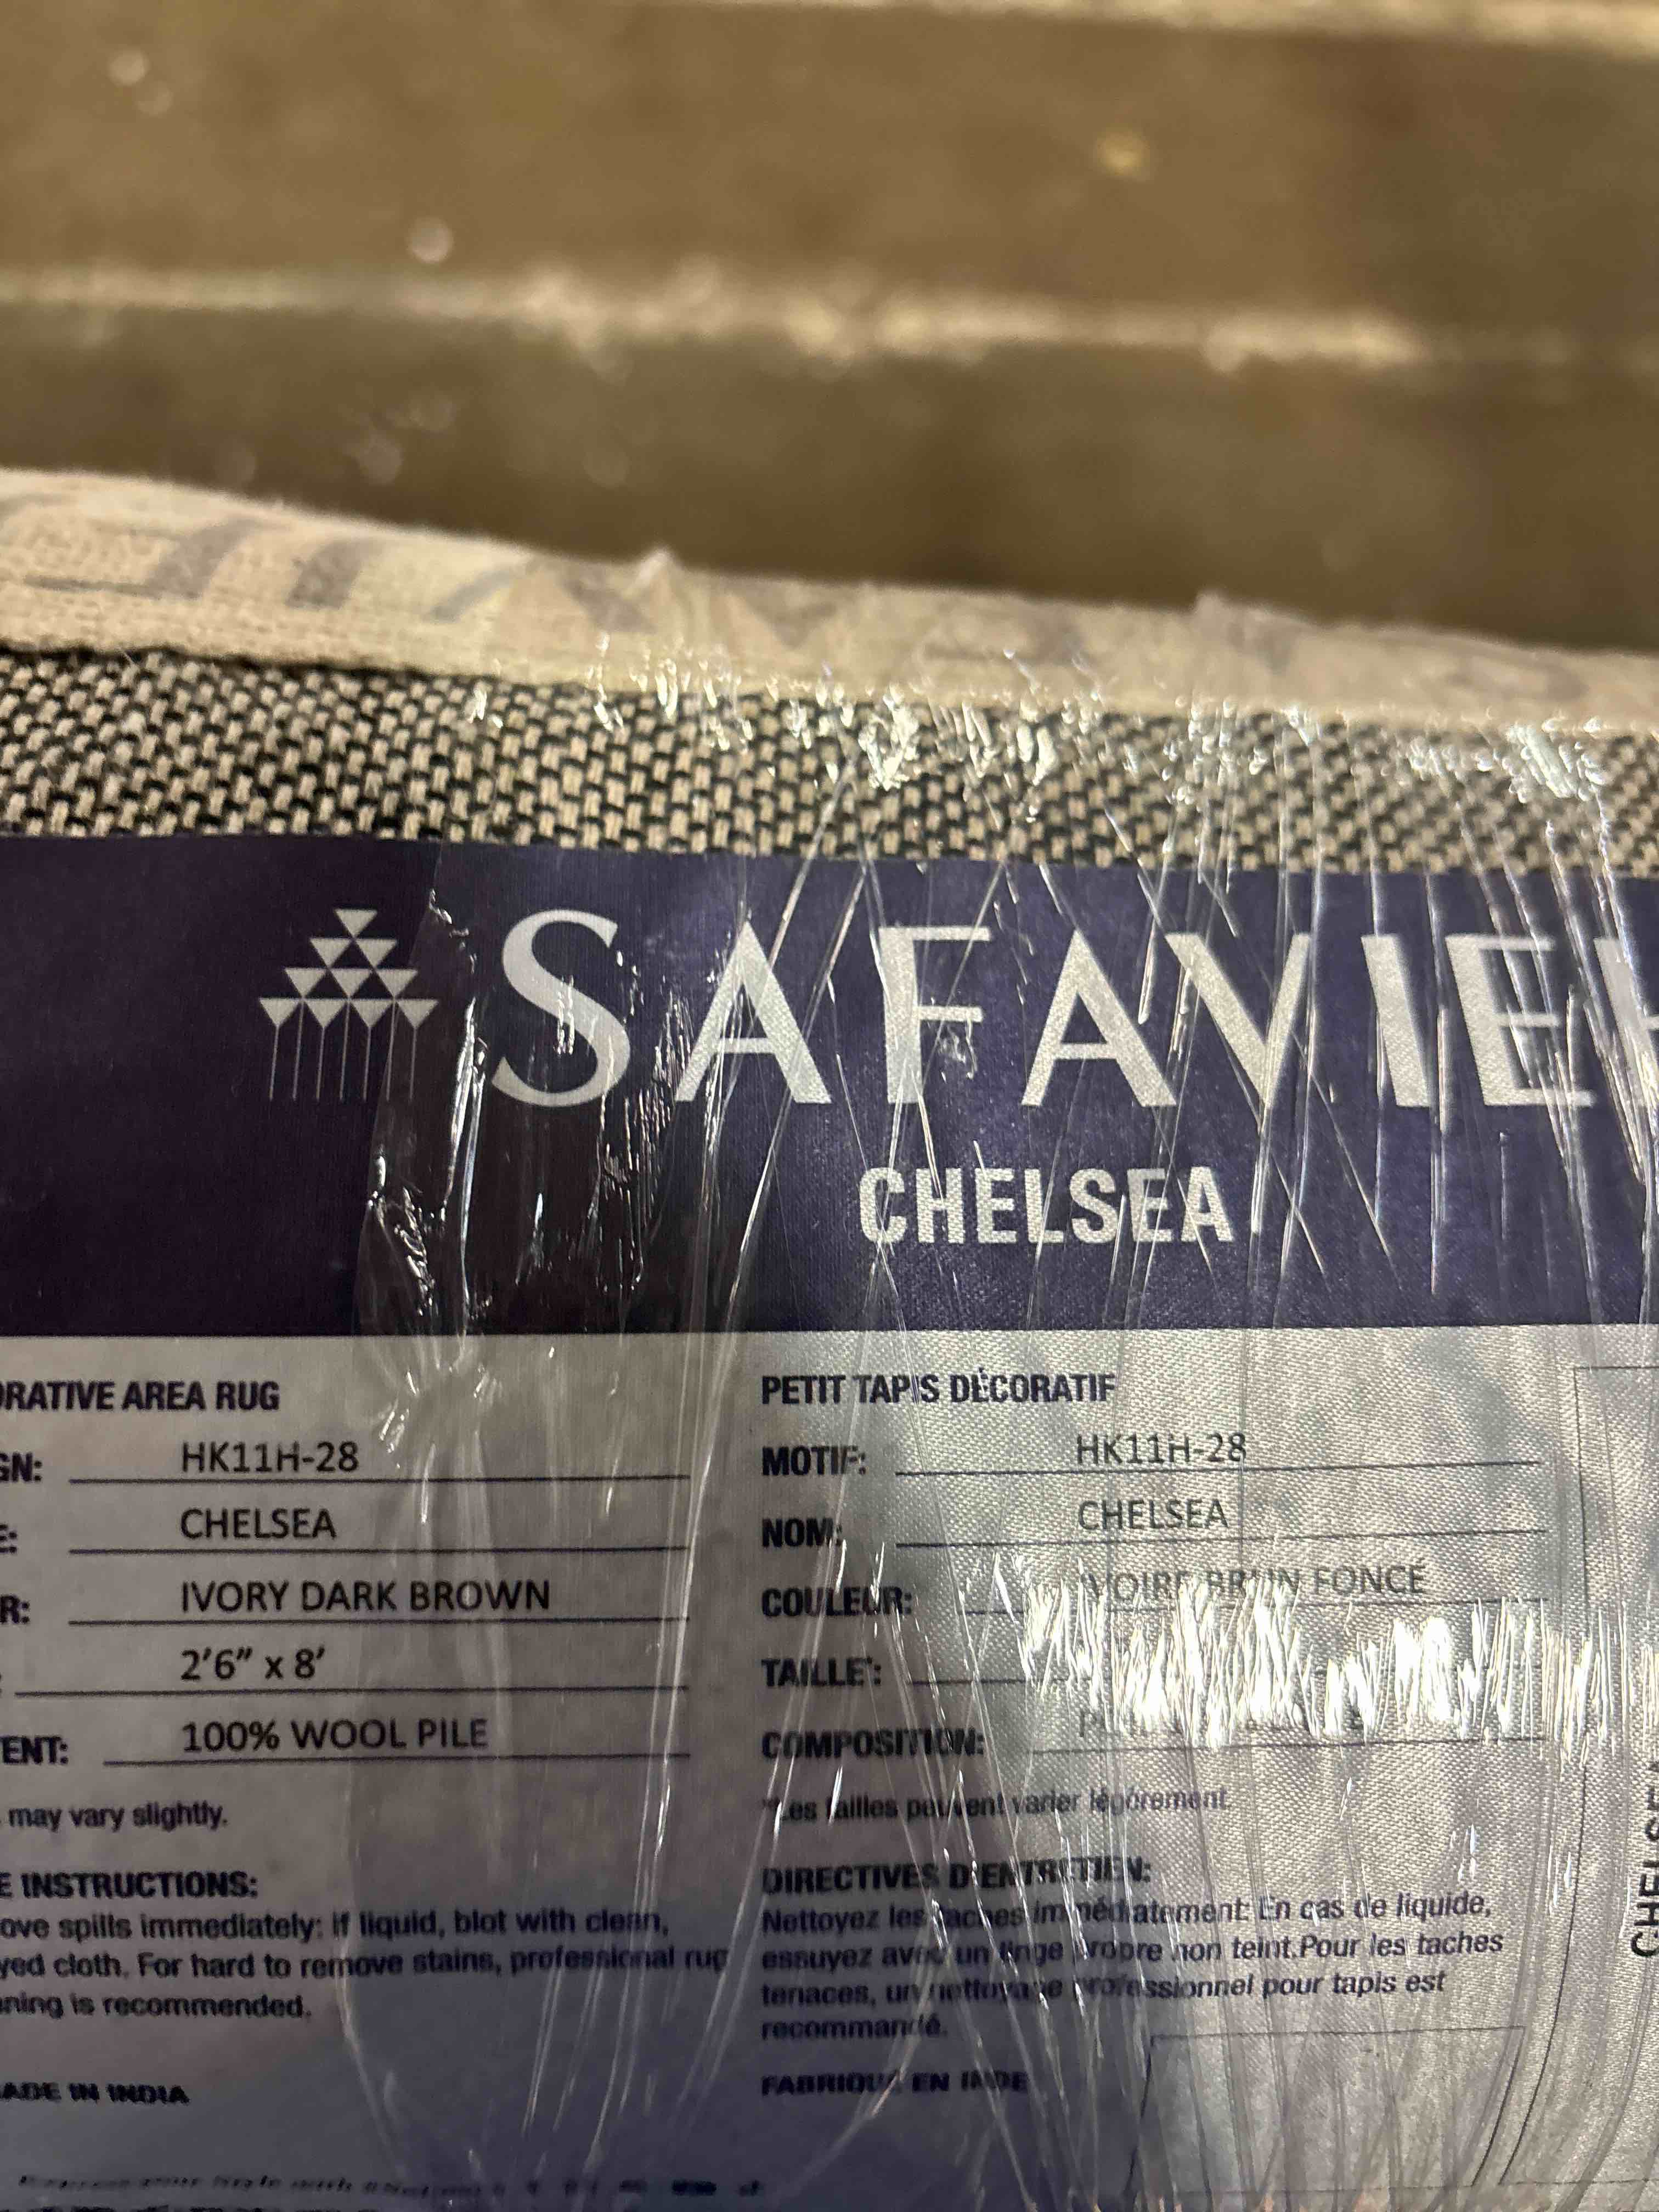 SAFAVIE
CHELSEA
ORATIVE AREA RUG
GN: HK11H-28
E: CHELSEA
R: IVORY DARK BROWN
2'6" x 8'
ENT: 100% WOOL PILE
may vary slightly.
E INSTRUCTIONS:
ove spills immediately: if liquid, blot with clean,
yed cloth. For hard to remove stains, professional rug
ning is recommended.
ADE IN INDIA
PETIT TAPIS DÉCORATIF
MOTIF: HK11H-28
NOM: CHELSEA
COULEUR: IVOIRE BRUN FONCÉ
TAILLE*:
COMPOSITION:
*Les tailles peuvent varier légèrement.
DIRECTIVES D'ENTRETIEN:
Nettoyez les taches immédiatement: En cas de liquide,
essuyez avec un linge propre non teint.Pour les taches
tenaces, un nettoyage professionnel pour tapis est
recommandé.
FABRIQUÉ EN INDE
CHELSEA